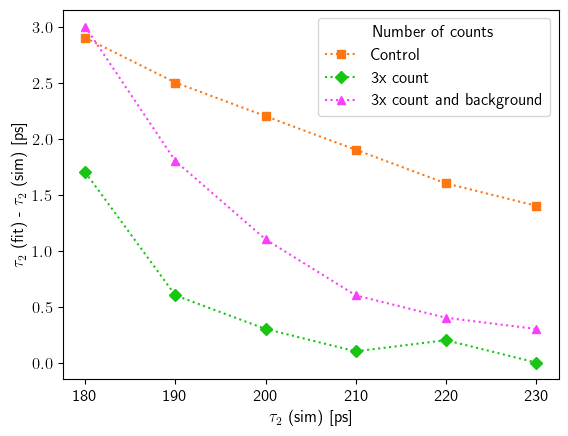 Number of counts
Control
3x count
3x count and background
3.0
2.5
2.0
1.5
1.0
0.5
0.0
τ2 (fit) - τ2 (sim) [ps]
180 190 200 210 220 230
τ2 (sim) [ps]